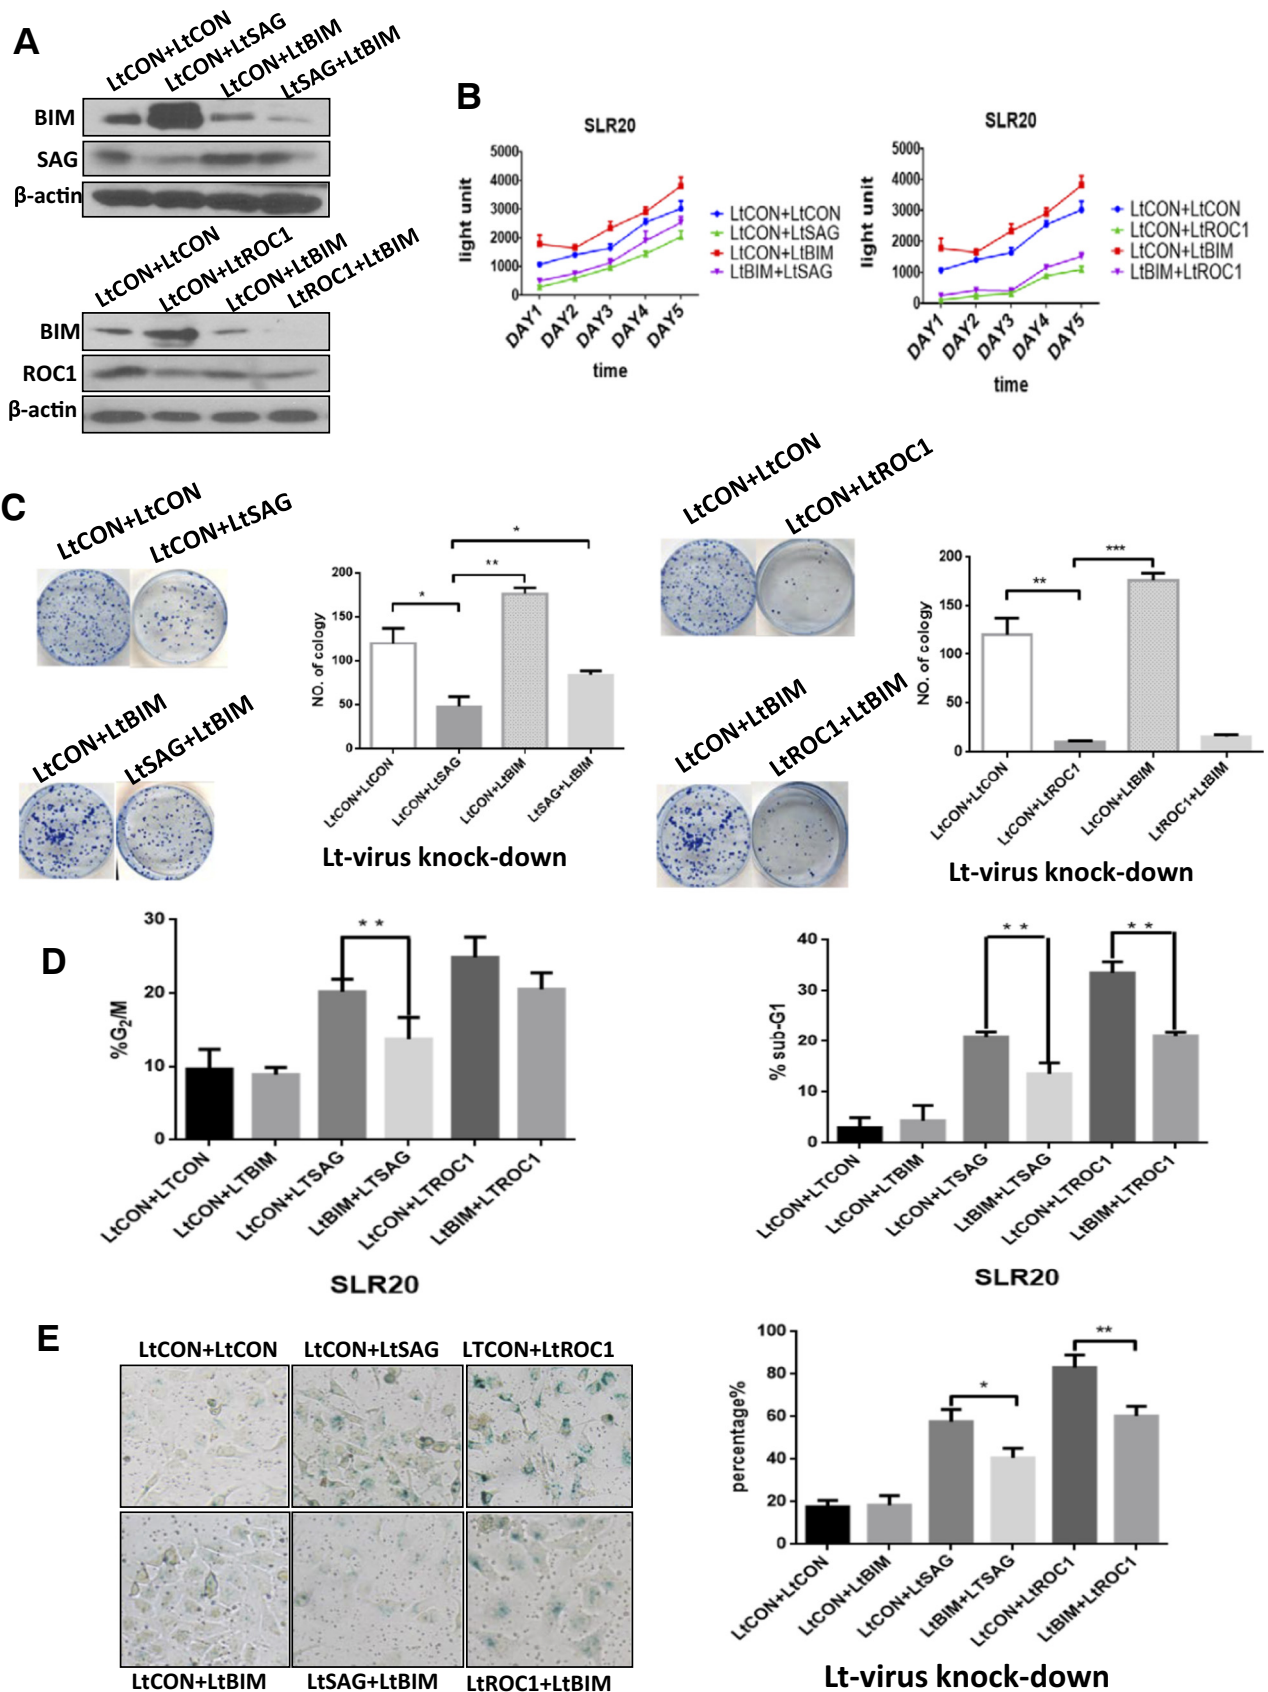 A
LtCON+LtCON
LtCON+LtSAG
LtCON+LtBIM
LtSAG+LtBIM
BIM
SAG
β-actin
LtCON+LtCON
LtCON+LtROC1
LtCON+LtBIM
LtROC1+LtBIM
BIM
ROC1
β-actin
B
SLR20
light unit
5000
4000
3000
2000
1000
0
DAY1
DAY2
DAY3
DAY4
DAY5
time
LtCON+LtCON
LtCON+LtSAG
LtCON+LtBIM
LtBIM+LtSAG
SLR20
light unit
5000
4000
3000
2000
1000
0
DAY1
DAY2
DAY3
DAY4
DAY5
time
LtCON+LtCON
LtCON+LtROC1
LtCON+LtBIM
LtBIM+LtROC1
C
LtCON+LtCON
LtCON+LtSAG
LtCON+LtBIM
LtSAG+LtBIM
NO. of cology
200
150
100
50
0
*
**
*
LtCON+LtCON
LtCON+LtSAG
LtCON+LtBIM
LtSAG+LtBIM
Lt-virus knock-down
LtCON+LtCON
LtCON+LtROC1
LtCON+LtBIM
LtROC1+LtBIM
NO. of cology
200
150
100
50
0
**
***
LtCON+LtCON
LtCON+LtROC1
LtCON+LtBIM
LtROC1+LtBIM
Lt-virus knock-down
D
%G2/M
30
20
10
0
* *
LtCON+LTCON
LtCON+LTBIM
LtCON+LTSAG
LtBIM+LTSAG
LtCON+LTROC1
LtBIM+LTROC1
SLR20
% sub-G1
40
30
20
10
0
* *
* *
LtCON+LTCON
LtCON+LTBIM
LtCON+LTSAG
LtBIM+LTSAG
LtCON+LTROC1
LtBIM+LTROC1
SLR20
E
LtCON+LtCON
LtCON+LtSAG
LTCON+LtROC1
LtCON+LtBIM
LtSAG+LtBIM
LtROC1+LtBIM
percentage%
100
80
60
40
20
0
*
**
LtCON+LtCON
LtCON+LtBIM
LtCON+LtSAG
LtBIM+LTSAG
LtCON+LtROC1
LtBIM+LtROC1
Lt-virus knock-down